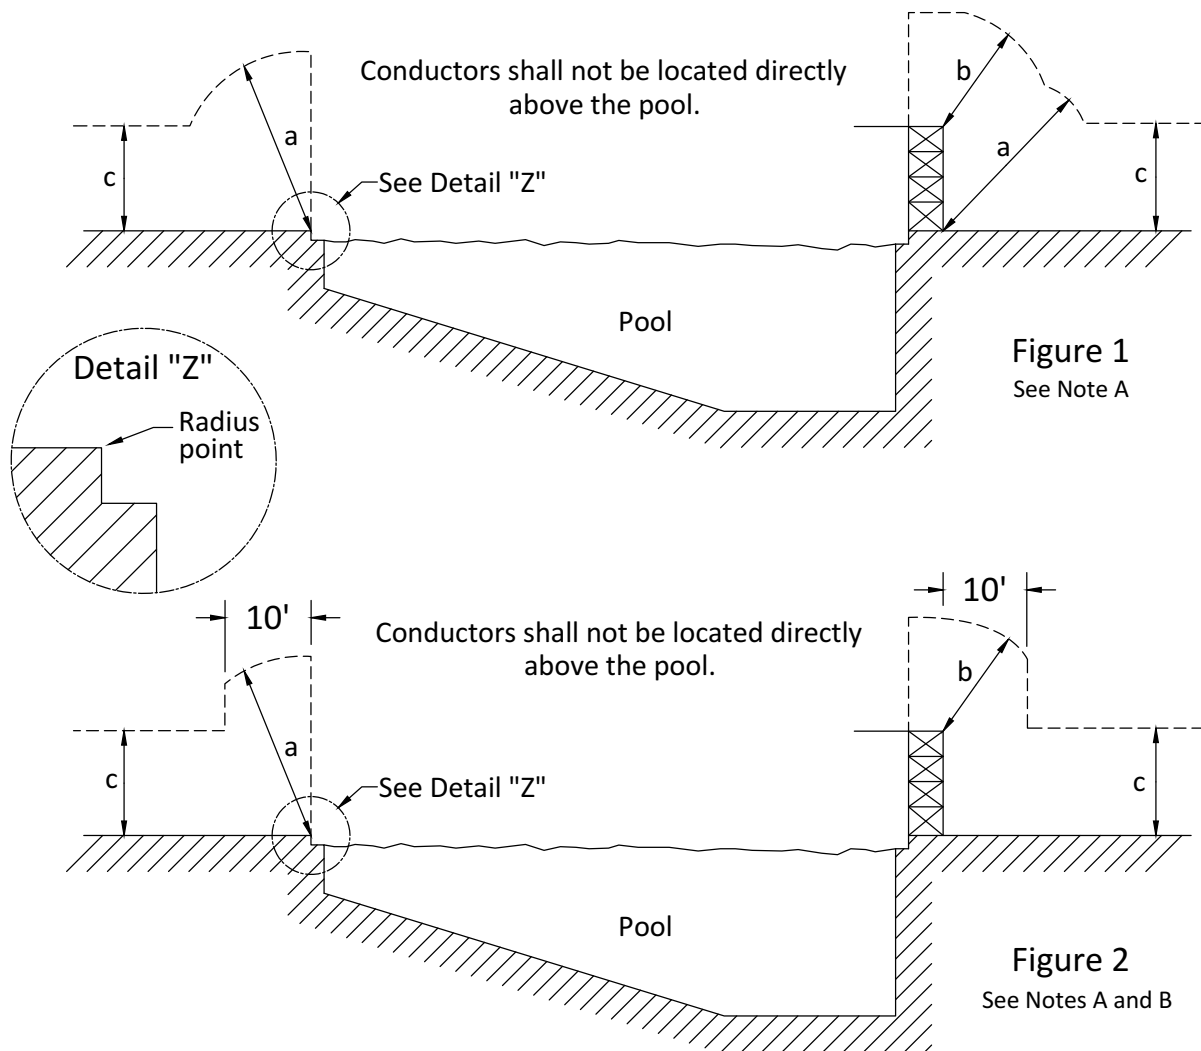 Conductors shall not be located directly
above the pool.
b
a
a
c
c
See Detail "Z"
Pool
Figure 1
See Note A
Detail "Z"
Radius
point
10'
10'
Conductors shall not be located directly
above the pool.
b
a
c
c
See Detail "Z"
Pool
Figure 2
See Notes A and B